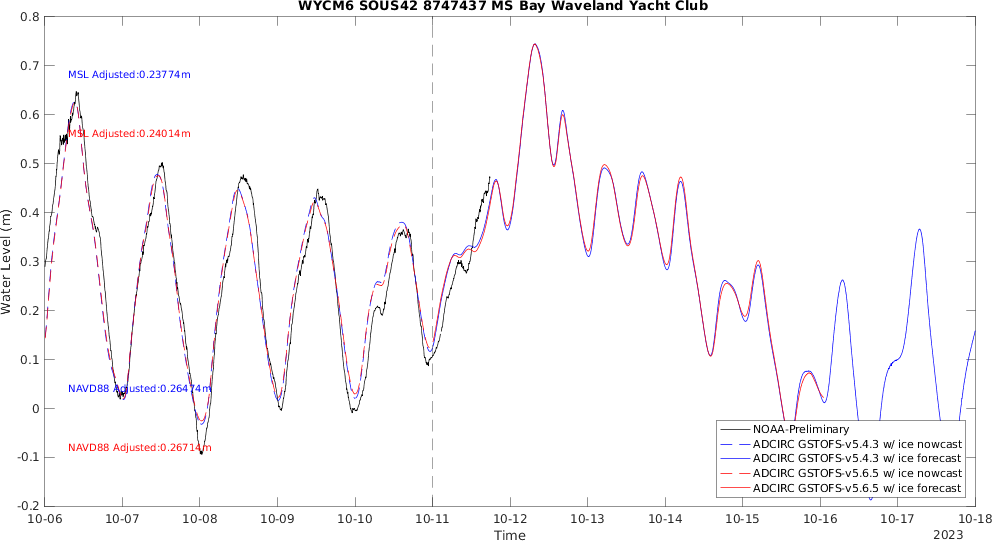 WYCM6 SOUS42 8747437 MS Bay Waveland Yacht Club
0.8
0.7
0.6
0.5
0.4
0.3
0.2
0.1
0
-0.1
-0.2
Water Level (m)
MSL Adjusted:0.23774m
MSL Adjusted:0.24014m
NAVD88 Adjusted:0.26474m
NAVD88 Adjusted:0.26714m
NOAA-Preliminary
ADCIRC GSTOFS-v5.4.3 w/ ice nowcast
ADCIRC GSTOFS-v5.4.3 w/ ice forecast
ADCIRC GSTOFS-v5.6.5 w/ ice nowcast
ADCIRC GSTOFS-v5.6.5 w/ ice forecast
10-06 10-07 10-08 10-09 10-10 10-11 10-12 10-13 10-14 10-15 10-16 10-17 10-18
Time
2023